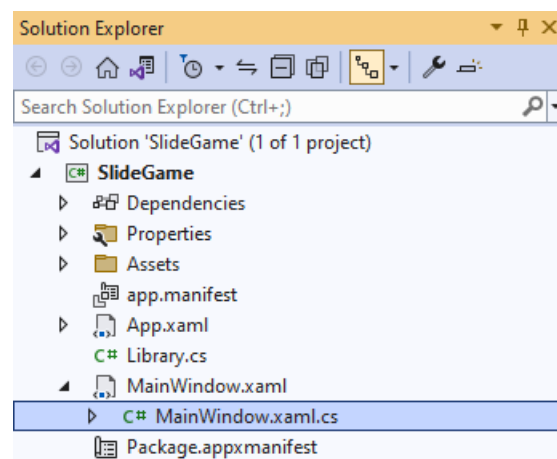 Solution Explorer
Search Solution Explorer (Ctrl+;)
Solution 'SlideGame' (1 of 1 project)
C# SlideGame
Dependencies
Properties
Assets
app.manifest
App.xaml
C# Library.cs
MainWindow.xaml
C# MainWindow.xaml.cs
Package.appxmanifest